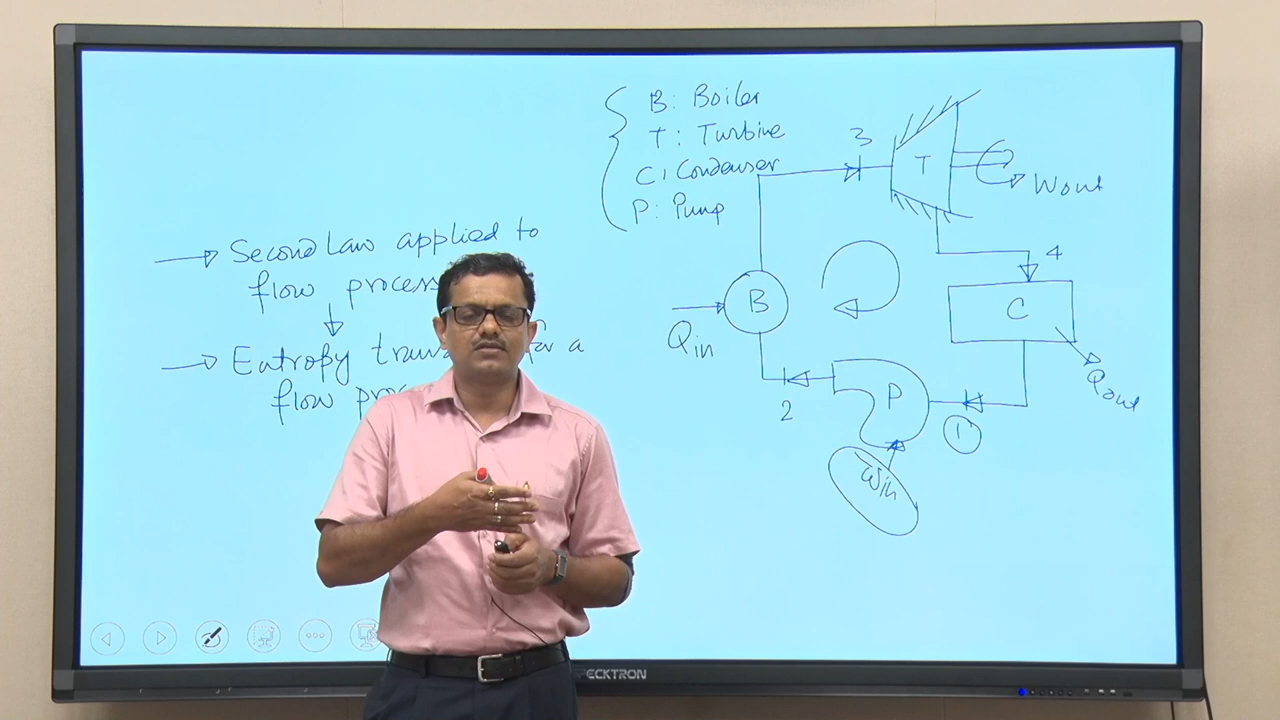 → Second Law applied to
flow process
→ Entropy for a
flow
B: Boiler
T: Turbine
C: Condenser
P: Pump
3
T
Wout
4
C
Qout
B
Qin
2
P
1
Win
ECKTRON